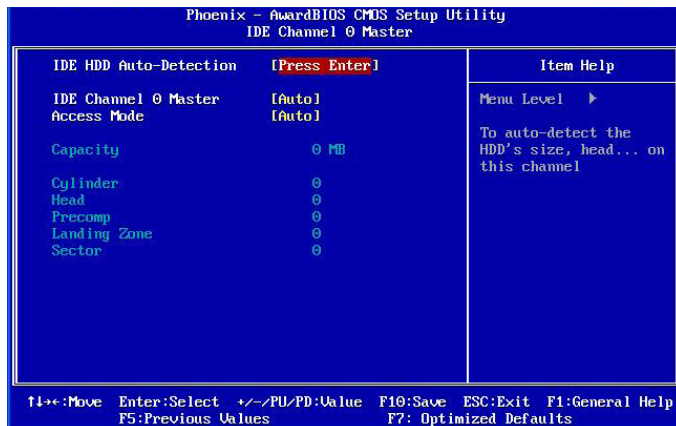 Phoenix - AwardBIOS CMOS Setup Utility
IDE Channel 0 Master
IDE HDD Auto-Detection [Press Enter]
IDE Channel 0 Master [Auto]
Access Mode [Auto]
Capacity 0 MB
Cylinder 0
Head 0
Precomp 0
Landing Zone 0
Sector 0
Item Help
Menu Level ▶
To auto-detect the
HDD's size, head... on
this channel
↑↓→←:Move Enter:Select +/-/PU/PD:Value F10:Save ESC:Exit F1:General Help
F5:Previous Values F7: Optimized Defaults